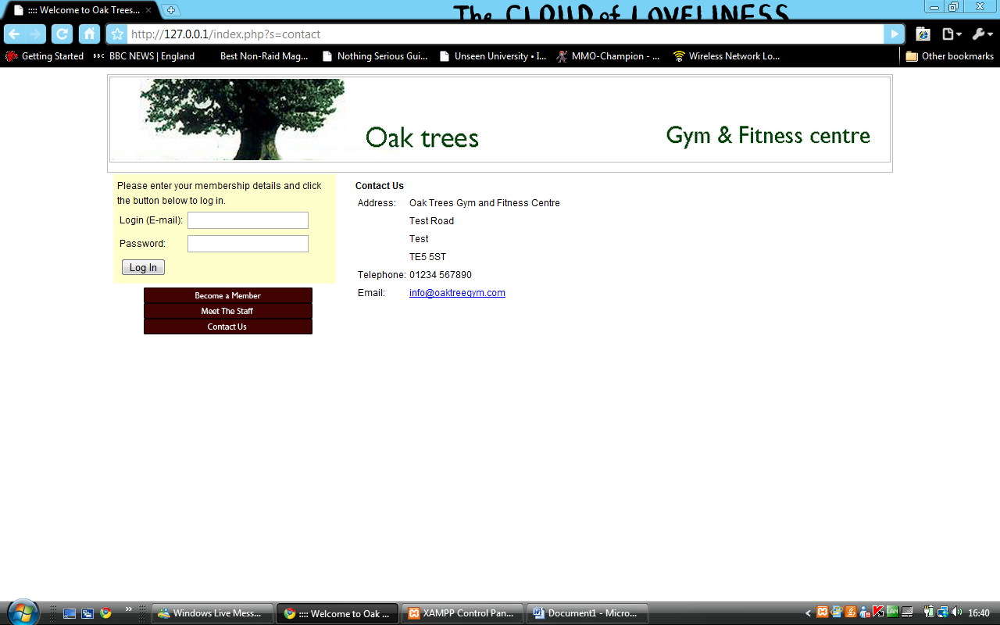 :::: Welcome to Oak Trees...
The CLOUD of LOVELINESS
http://127.0.0.1/index.php?s=contact
Getting Started
BBC BBC NEWS | England
Best Non-Raid Mag...
Nothing Serious Gui...
Unseen University • I...
MMO-Champion - ...
Wireless Network Lo...
Other bookmarks
Oak trees
Gym & Fitness centre
Please enter your membership details and click
the button below to log in.
Login (E-mail):
Password:
Log In
Become a Member
Meet The Staff
Contact Us
Contact Us
Address: Oak Trees Gym and Fitness Centre
Test Road
Test
TE5 5ST
Telephone: 01234 567890
Email: info@oaktreegym.com
Windows Live Mess...
:::: Welcome to Oak ...
XAMPP Control Pan...
Document1 - Micro...
16:40